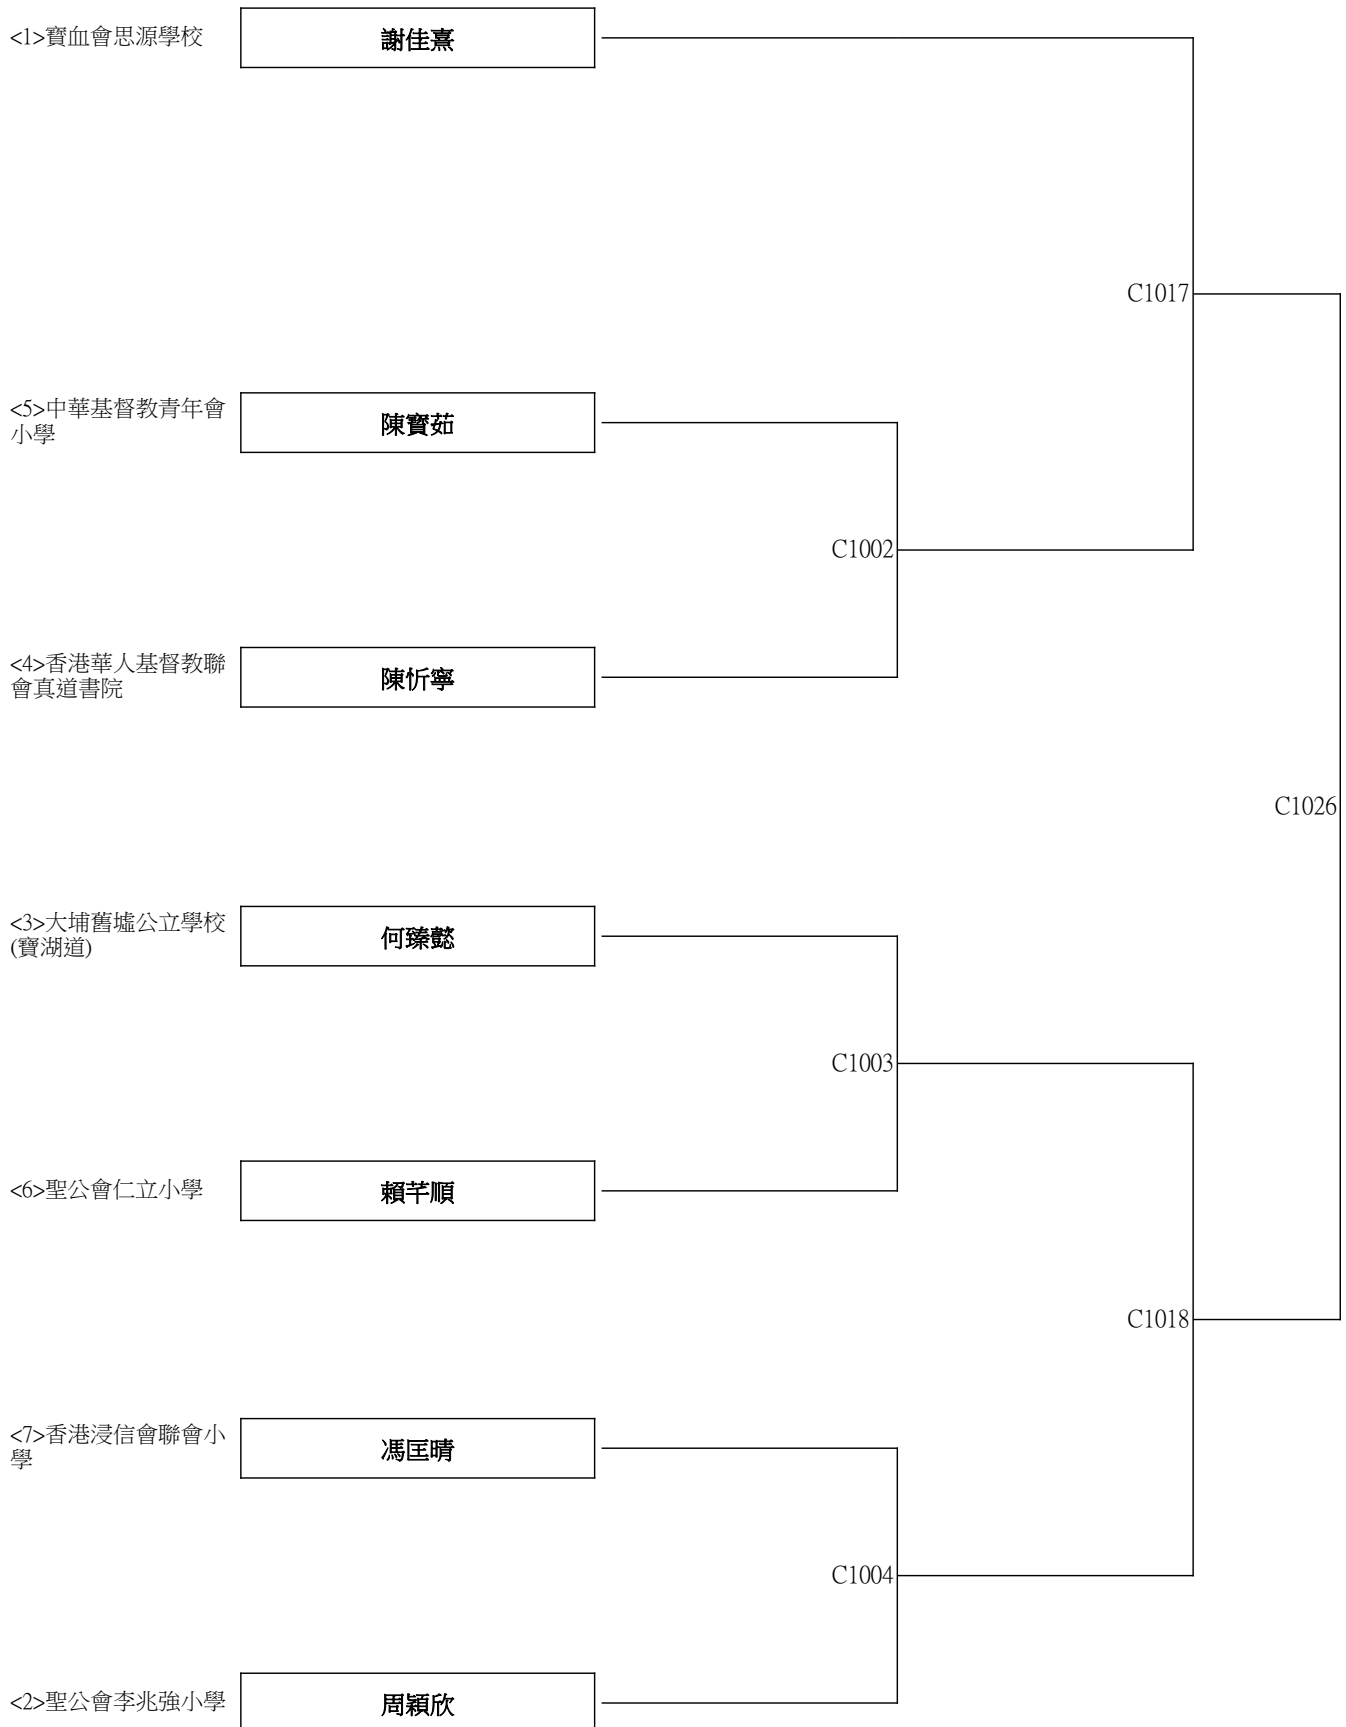 <1>寶血會思源學校
謝佳熹
C1017
<5>中華基督教青年會
小學
陳寳茹
C1002
<4>香港華人基督教聯
會真道書院
陳忻寧
C1026
<3>大埔舊墟公立學校
(寶湖道)
何臻懿
C1003
<6>聖公會仁立小學
賴芊順
C1018
<7>香港浸信會聯會小
學
馮匡晴
C1004
<2>聖公會李兆強小學
周穎欣